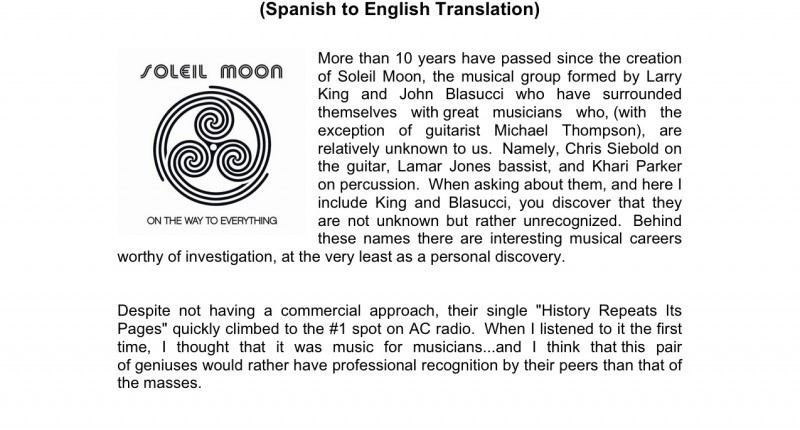 (Spanish to English Translation)
SOLEIL MOON
ON THE WAY TO EVERYTHING
More than 10 years have passed since the creation
of Soleil Moon, the musical group formed by Larry
King and John Blasucci who have surrounded
themselves with great musicians who, (with the
exception of guitarist Michael Thompson), are
relatively unknown to us. Namely, Chris Siebold on
the guitar, Lamar Jones bassist, and Khari Parker
on percussion. When asking about them, and here I
include King and Blasucci, you discover that they
are not unknown but rather unrecognized. Behind
these names there are interesting musical careers
worthy of investigation, at the very least as a personal discovery.
Despite not having a commercial approach, their single "History Repeats Its
Pages" quickly climbed to the #1 spot on AC radio. When I listened to it the first
time, I thought that it was music for musicians...and I think that this pair
of geniuses would rather have professional recognition by their peers than that of
the masses.